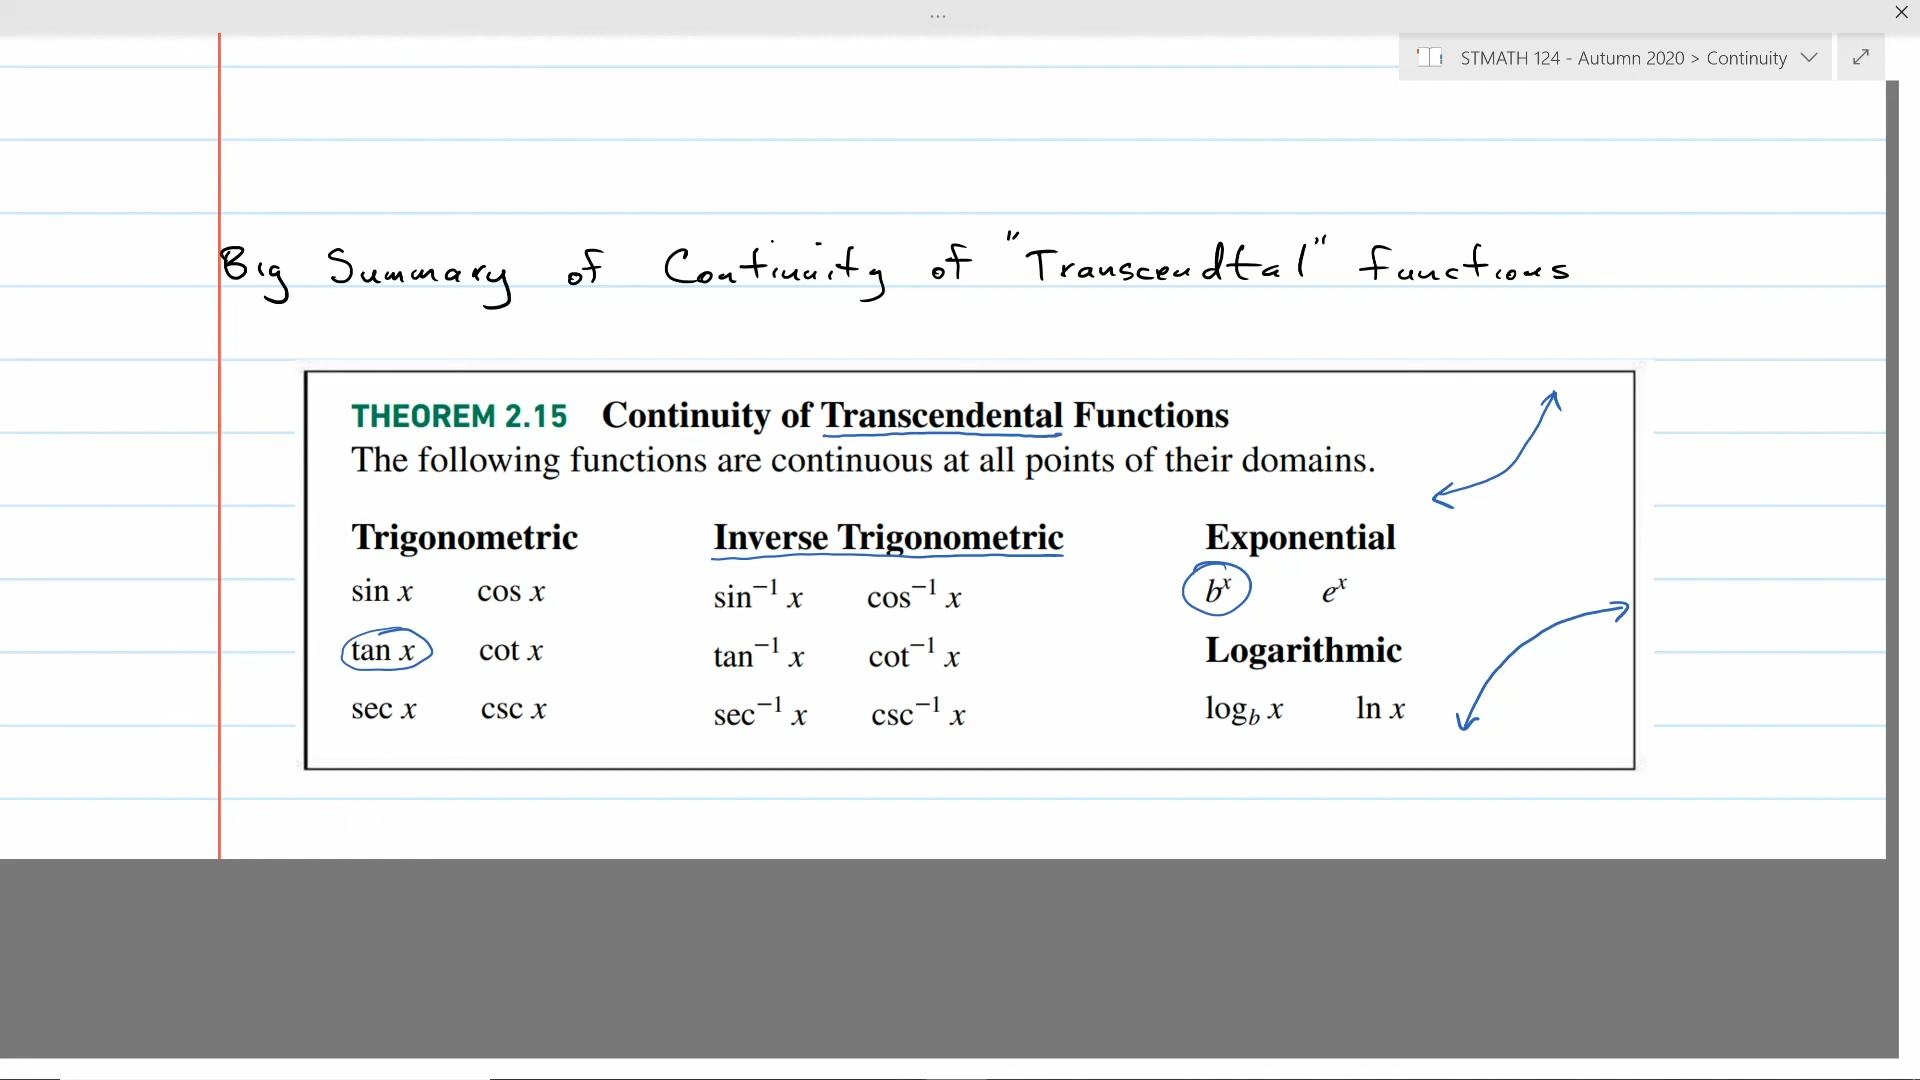 ...
STMATH 124 - Autumn 2020 > Continuity
Big Summary of Continuity of "Transcendtal" functions
THEOREM 2.15 Continuity of Transcendental Functions
The following functions are continuous at all points of their domains.
Trigonometric Inverse Trigonometric Exponential
sin x cos x sin⁻¹ x cos⁻¹ x bˣ eˣ
tan x cot x tan⁻¹ x cot⁻¹ x Logarithmic
sec x csc x sec⁻¹ x csc⁻¹ x log_b x ln x